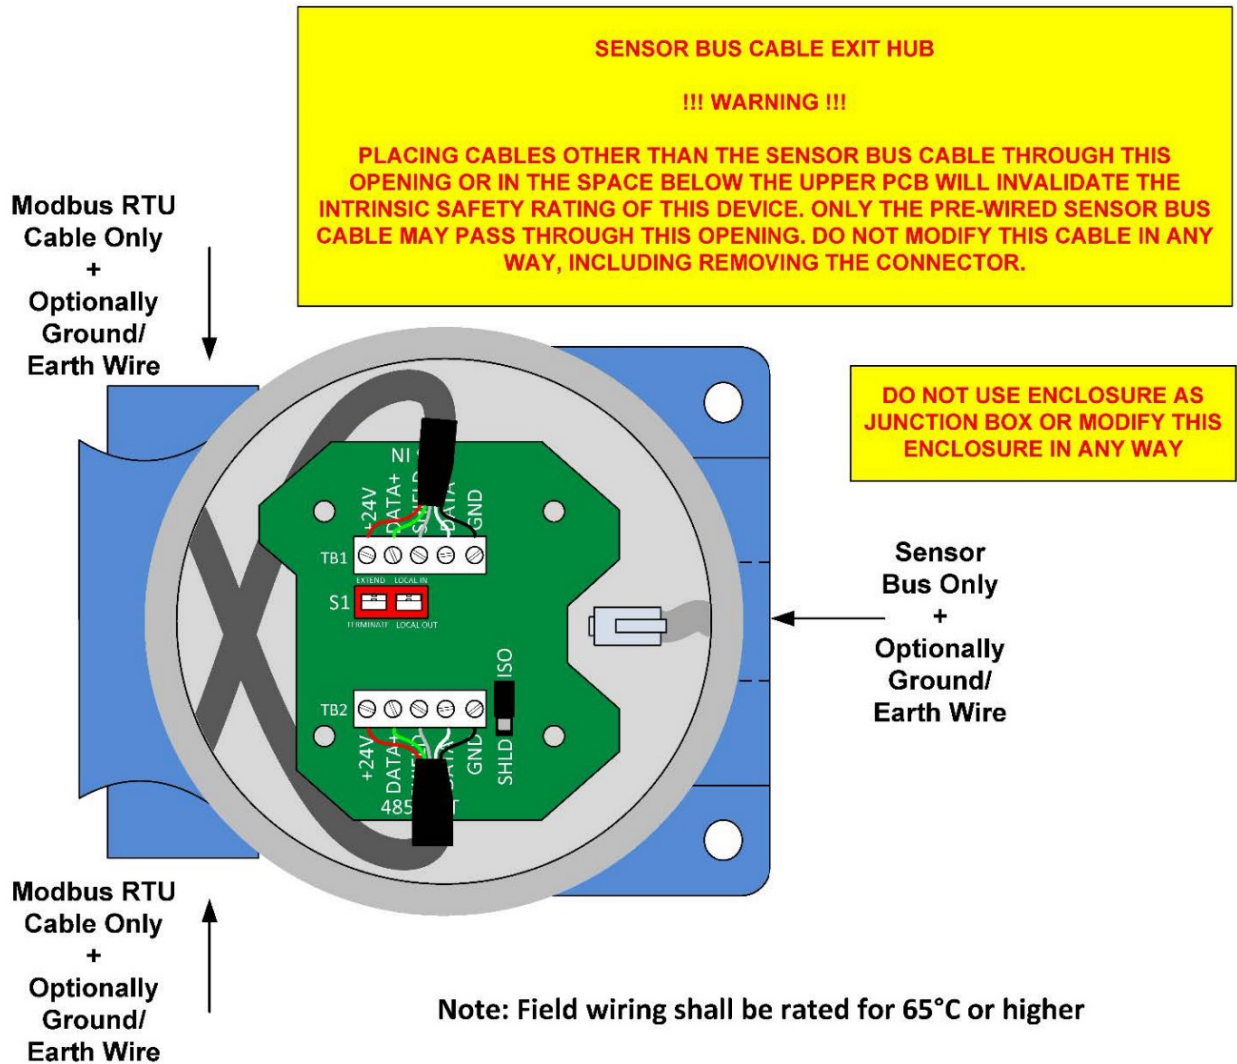 SENSOR BUS CABLE EXIT HUB
!!! WARNING !!!
PLACING CABLES OTHER THAN THE SENSOR BUS CABLE THROUGH THIS
OPENING OR IN THE SPACE BELOW THE UPPER PCB WILL INVALIDATE THE
INTRINSIC SAFETY RATING OF THIS DEVICE. ONLY THE PRE-WIRED SENSOR BUS
CABLE MAY PASS THROUGH THIS OPENING. DO NOT MODIFY THIS CABLE IN ANY
WAY, INCLUDING REMOVING THE CONNECTOR.
Modbus RTU
Cable Only
+
Optionally
Ground/
Earth Wire
DO NOT USE ENCLOSURE AS
JUNCTION BOX OR MODIFY THIS
ENCLOSURE IN ANY WAY
IN
+24V
DATA+
SHIELD
DATA
GND
TB1
EXTEND LOCAL IN
S1
TERMINATE LOCAL OUT
Sensor
Bus Only
+
Optionally
Ground/
Earth Wire
ISO
TB2
SHLD
+24V
DATA+
GND
485
Modbus RTU
Cable Only
+
Optionally
Ground/
Earth Wire
Note: Field wiring shall be rated for 65°C or higher